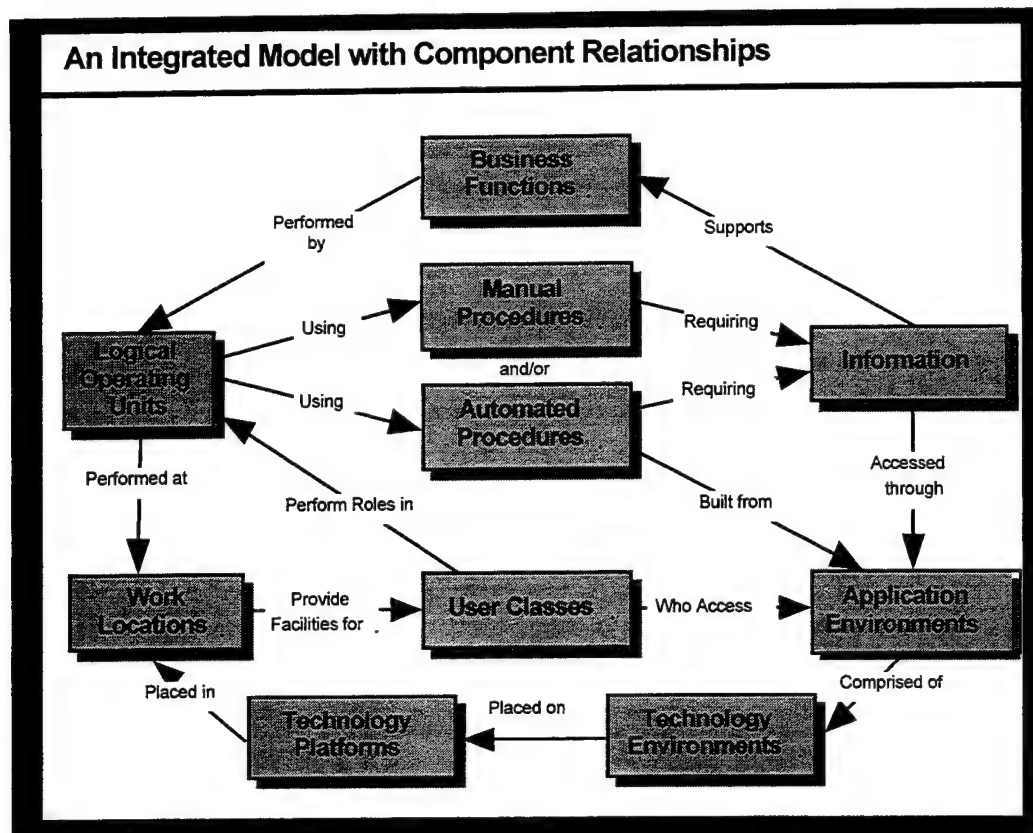 An Integrated Model with Component Relationships
Business
Functions
Performed
by
Supports
Manual
Procedures
Using
Requiring
Logical
Operating
Units
and/or
Information
Using
Automated
Procedures
Requiring
Performed at
Accessed
through
Perform Roles in
Built from
Work
Locations
Provide
Facilities for
User Classes
Who Access
Application
Environments
Placed in
Comprised of
Technology
Platforms
Placed on
Technology
Environments